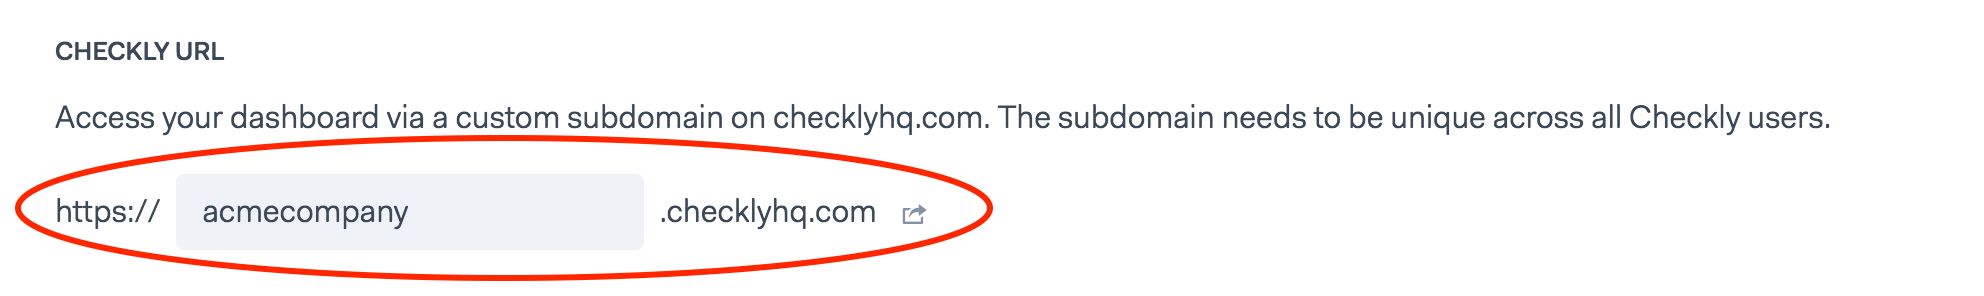 CHECKLY URL
Access your dashboard via a custom subdomain on checklyhq.com. The subdomain needs to be unique across all Checkly users.
https:// acmecompany .checklyhq.com